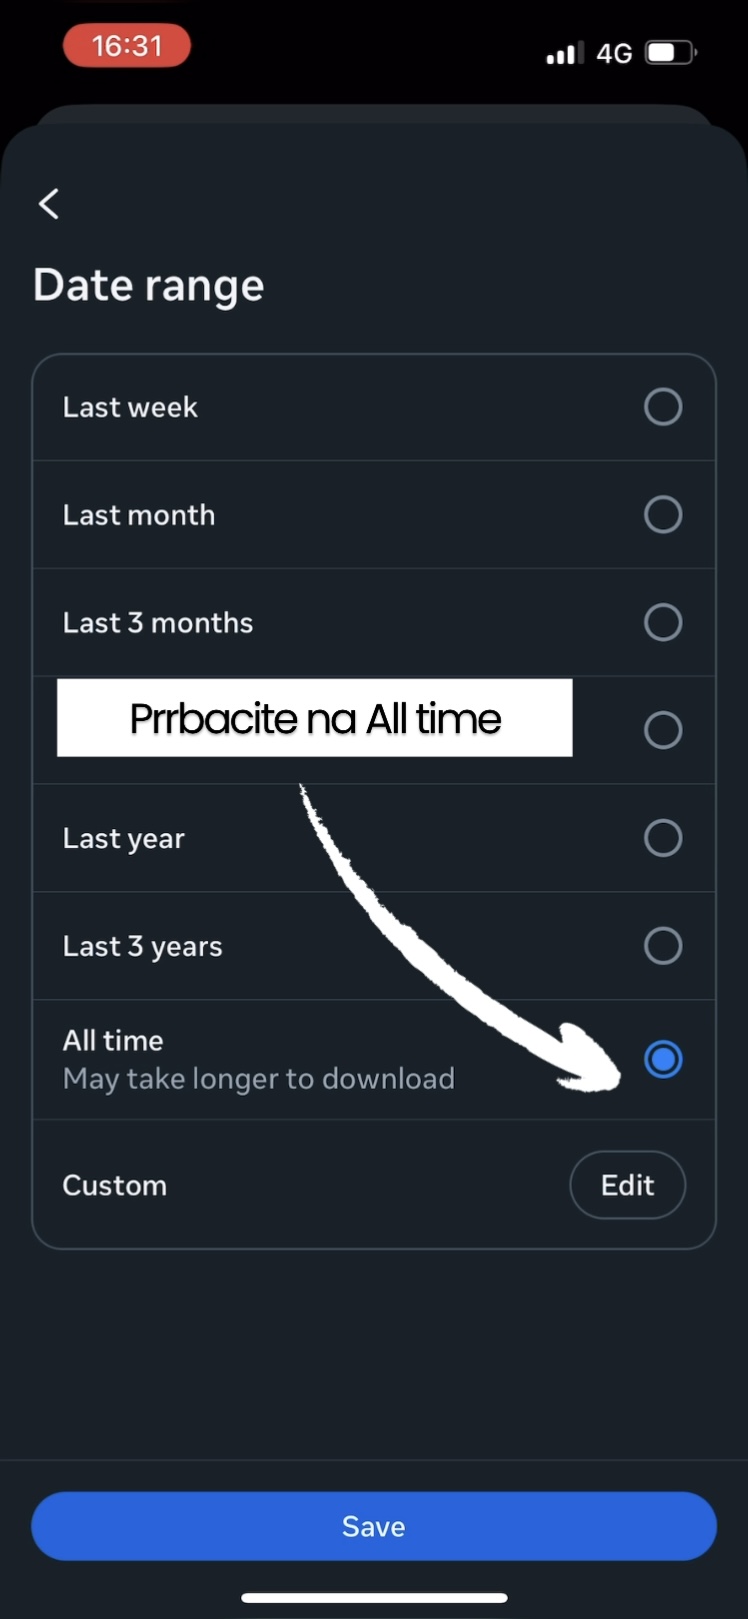 16:31
4G
Date range
Last week
Last month
Last 3 months
Prrbacite na All time
Last year
Last 3 years
All time
May take longer to download
Custom
Edit
Save